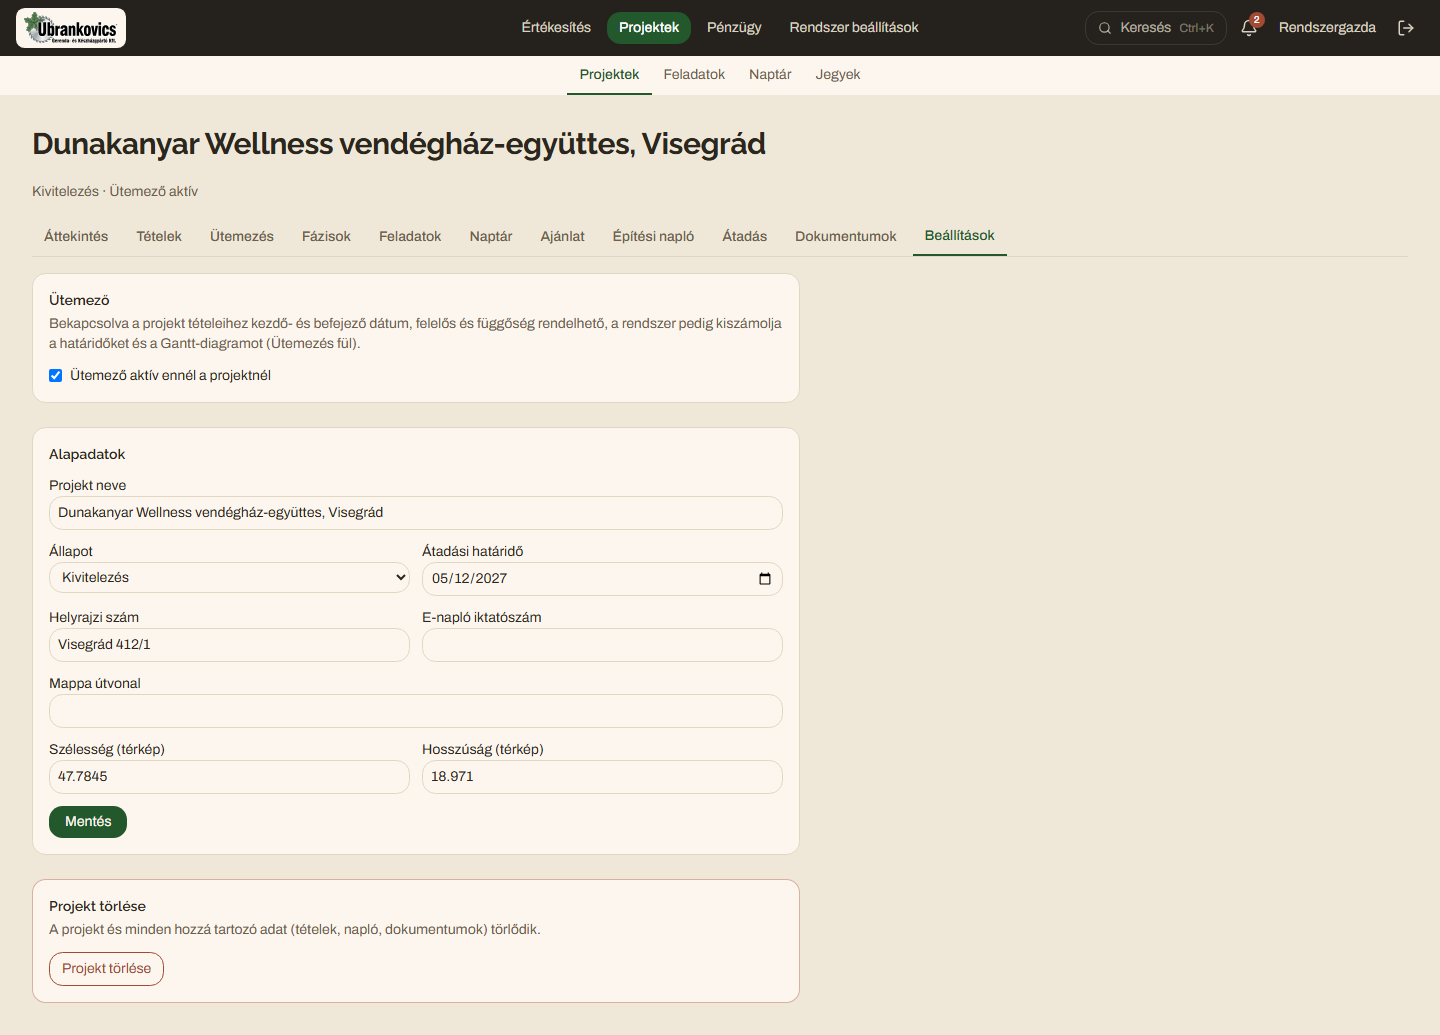 Ubrankovics
Gerenda- és Készházgyártó Kft.
Értékesítés
Projektek
Pénzügy
Rendszer beállítások
Keresés Ctrl+K
2
Rendszergazda
Projektek
Feladatok
Naptár
Jegyek
Dunakanyar Wellness vendégház-együttes, Visegrád
Kivitelezés · Ütemező aktív
Áttekintés
Tételek
Ütemezés
Fázisok
Feladatok
Naptár
Ajánlat
Építési napló
Átadás
Dokumentumok
Beállítások
Ütemező
Bekapcsolva a projekt tételeihez kezdő- és befejező dátum, felelős és függőség rendelhető, a rendszer pedig kiszámolja
a határidőket és a Gantt-diagramot (Ütemezés fül).
Ütemező aktív ennél a projektnél
Alapadatok
Projekt neve
Dunakanyar Wellness vendégház-együttes, Visegrád
Állapot
Átadási határidő
Kivitelezés
05/12/2027
Helyrajzi szám
E-napló iktatószám
Visegrád 412/1
Mappa útvonal
Szélesség (térkép)
Hosszúság (térkép)
47.7845
18.971
Mentés
Projekt törlése
A projekt és minden hozzá tartozó adat (tételek, napló, dokumentumok) törlődik.
Projekt törlése